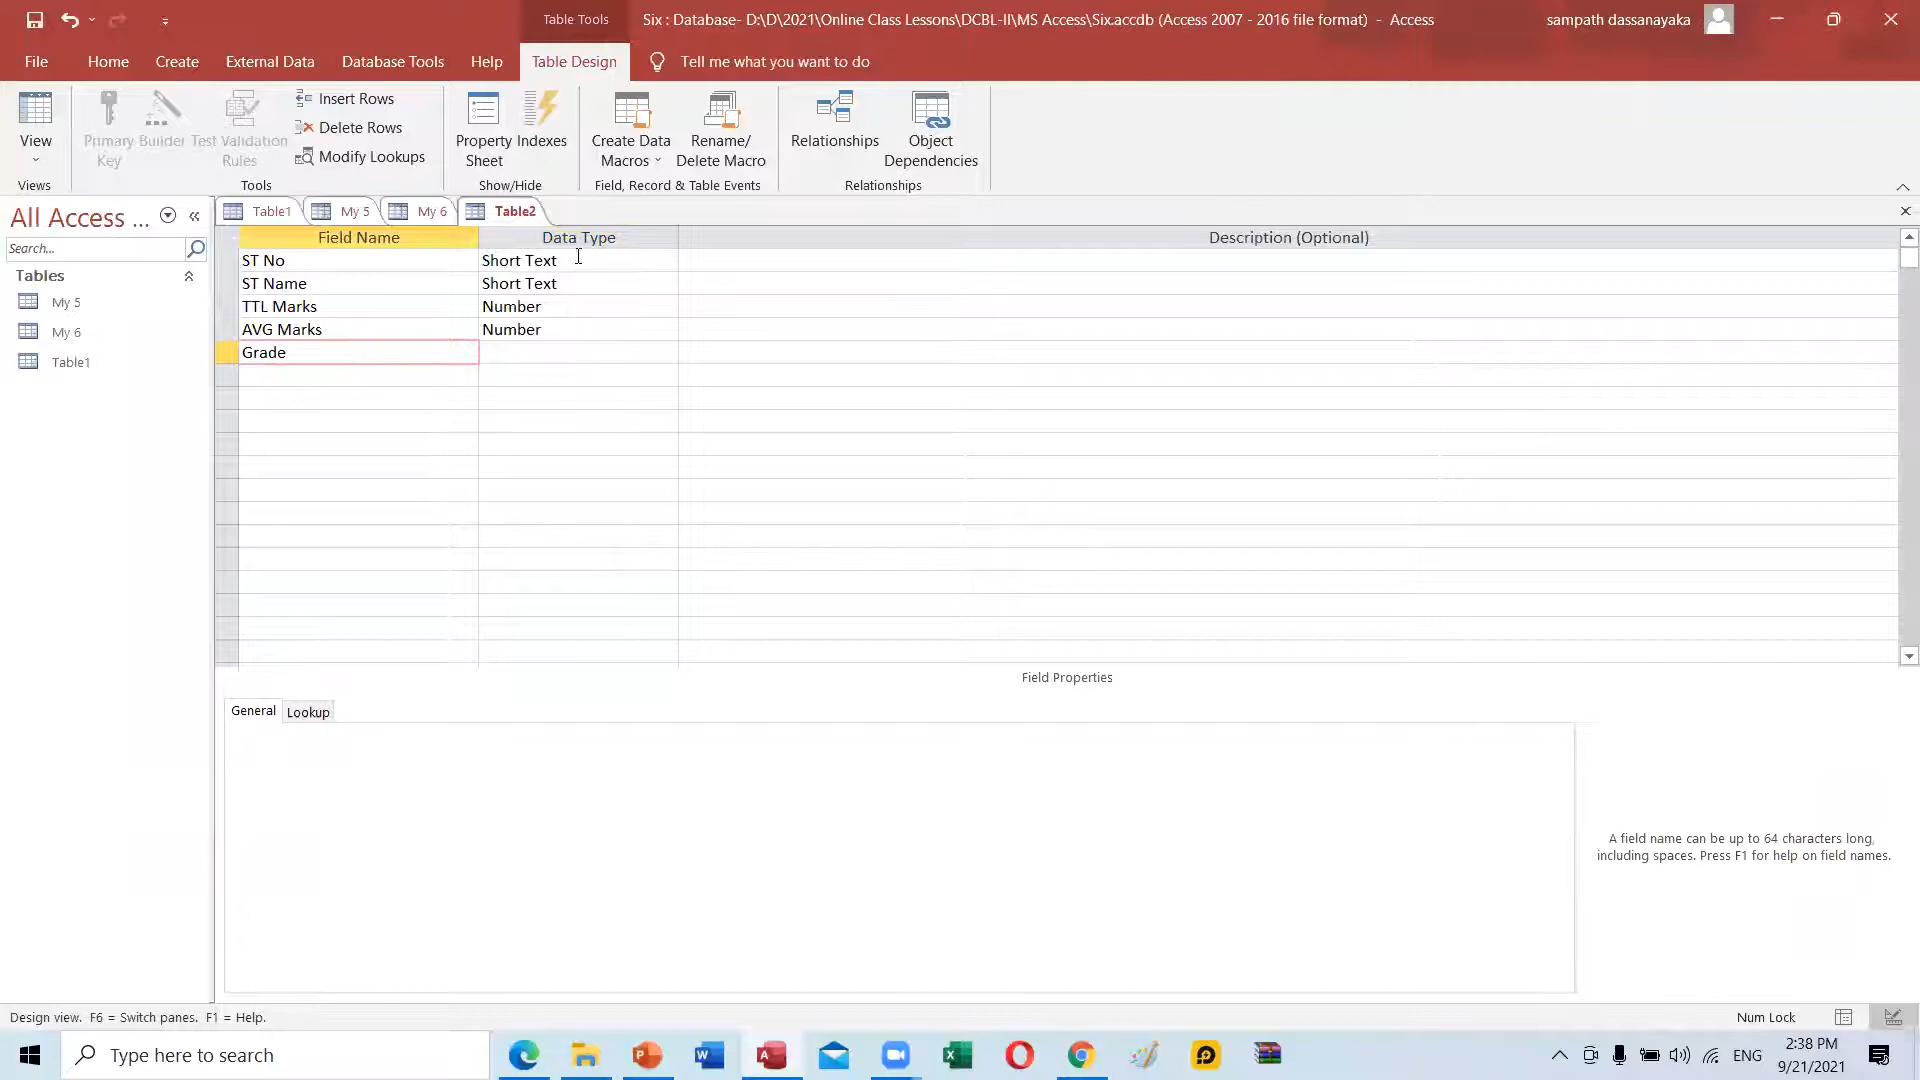 Table Tools
Six : Database- D:\D\2021\Online Class Lessons\DCBL-II\MS Access\Six.accdb (Access 2007 - 2016 file format) - Access
sampath dassanayaka
File
Home
Create
External Data
Database Tools
Help
Table Design
Tell me what you want to do
View
Primary
Key
Builder
Test Validation
Rules
Insert Rows
Delete Rows
Modify Lookups
Property
Sheet
Indexes
Create Data
Macros
Rename/
Delete Macro
Relationships
Object
Dependencies
Views
Tools
Show/Hide
Field, Record & Table Events
Relationships
All Access ...
Search...
Tables
My 5
My 6
Table1
Table1
My 5
My 6
Table2
Field Name
Data Type
Description (Optional)
ST No
Short Text
ST Name
Short Text
TTL Marks
Number
AVG Marks
Number
Grade
Field Properties
General
Lookup
A field name can be up to 64 characters long,
including spaces. Press F1 for help on field names.
Design view. F6 = Switch panes. F1 = Help.
Num Lock
Type here to search
ENG
2:38 PM
9/21/2021